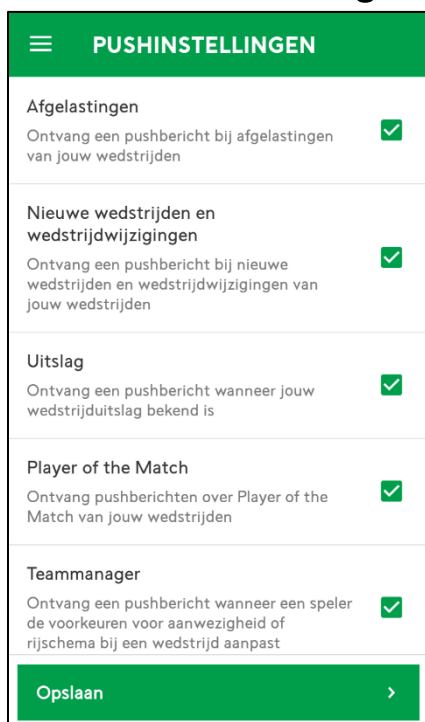 PUSHINSTELLINGEN
Afgelastingen
Ontvang een pushbericht bij afgelastingen
van jouw wedstrijden
Nieuwe wedstrijden en
wedstrijdwijzigingen
Ontvang een pushbericht bij nieuwe
wedstrijden en wedstrijdwijzigingen van
jouw wedstrijden
Uitslag
Ontvang een pushbericht wanneer jouw
wedstrijduitslag bekend is
Player of the Match
Ontvang pushberichten over Player of the
Match van jouw wedstrijden
Teammanager
Ontvang een pushbericht wanneer een speler
de voorkeuren voor aanwezigheid of
rijschema bij een wedstrijd aanpast
Opslaan